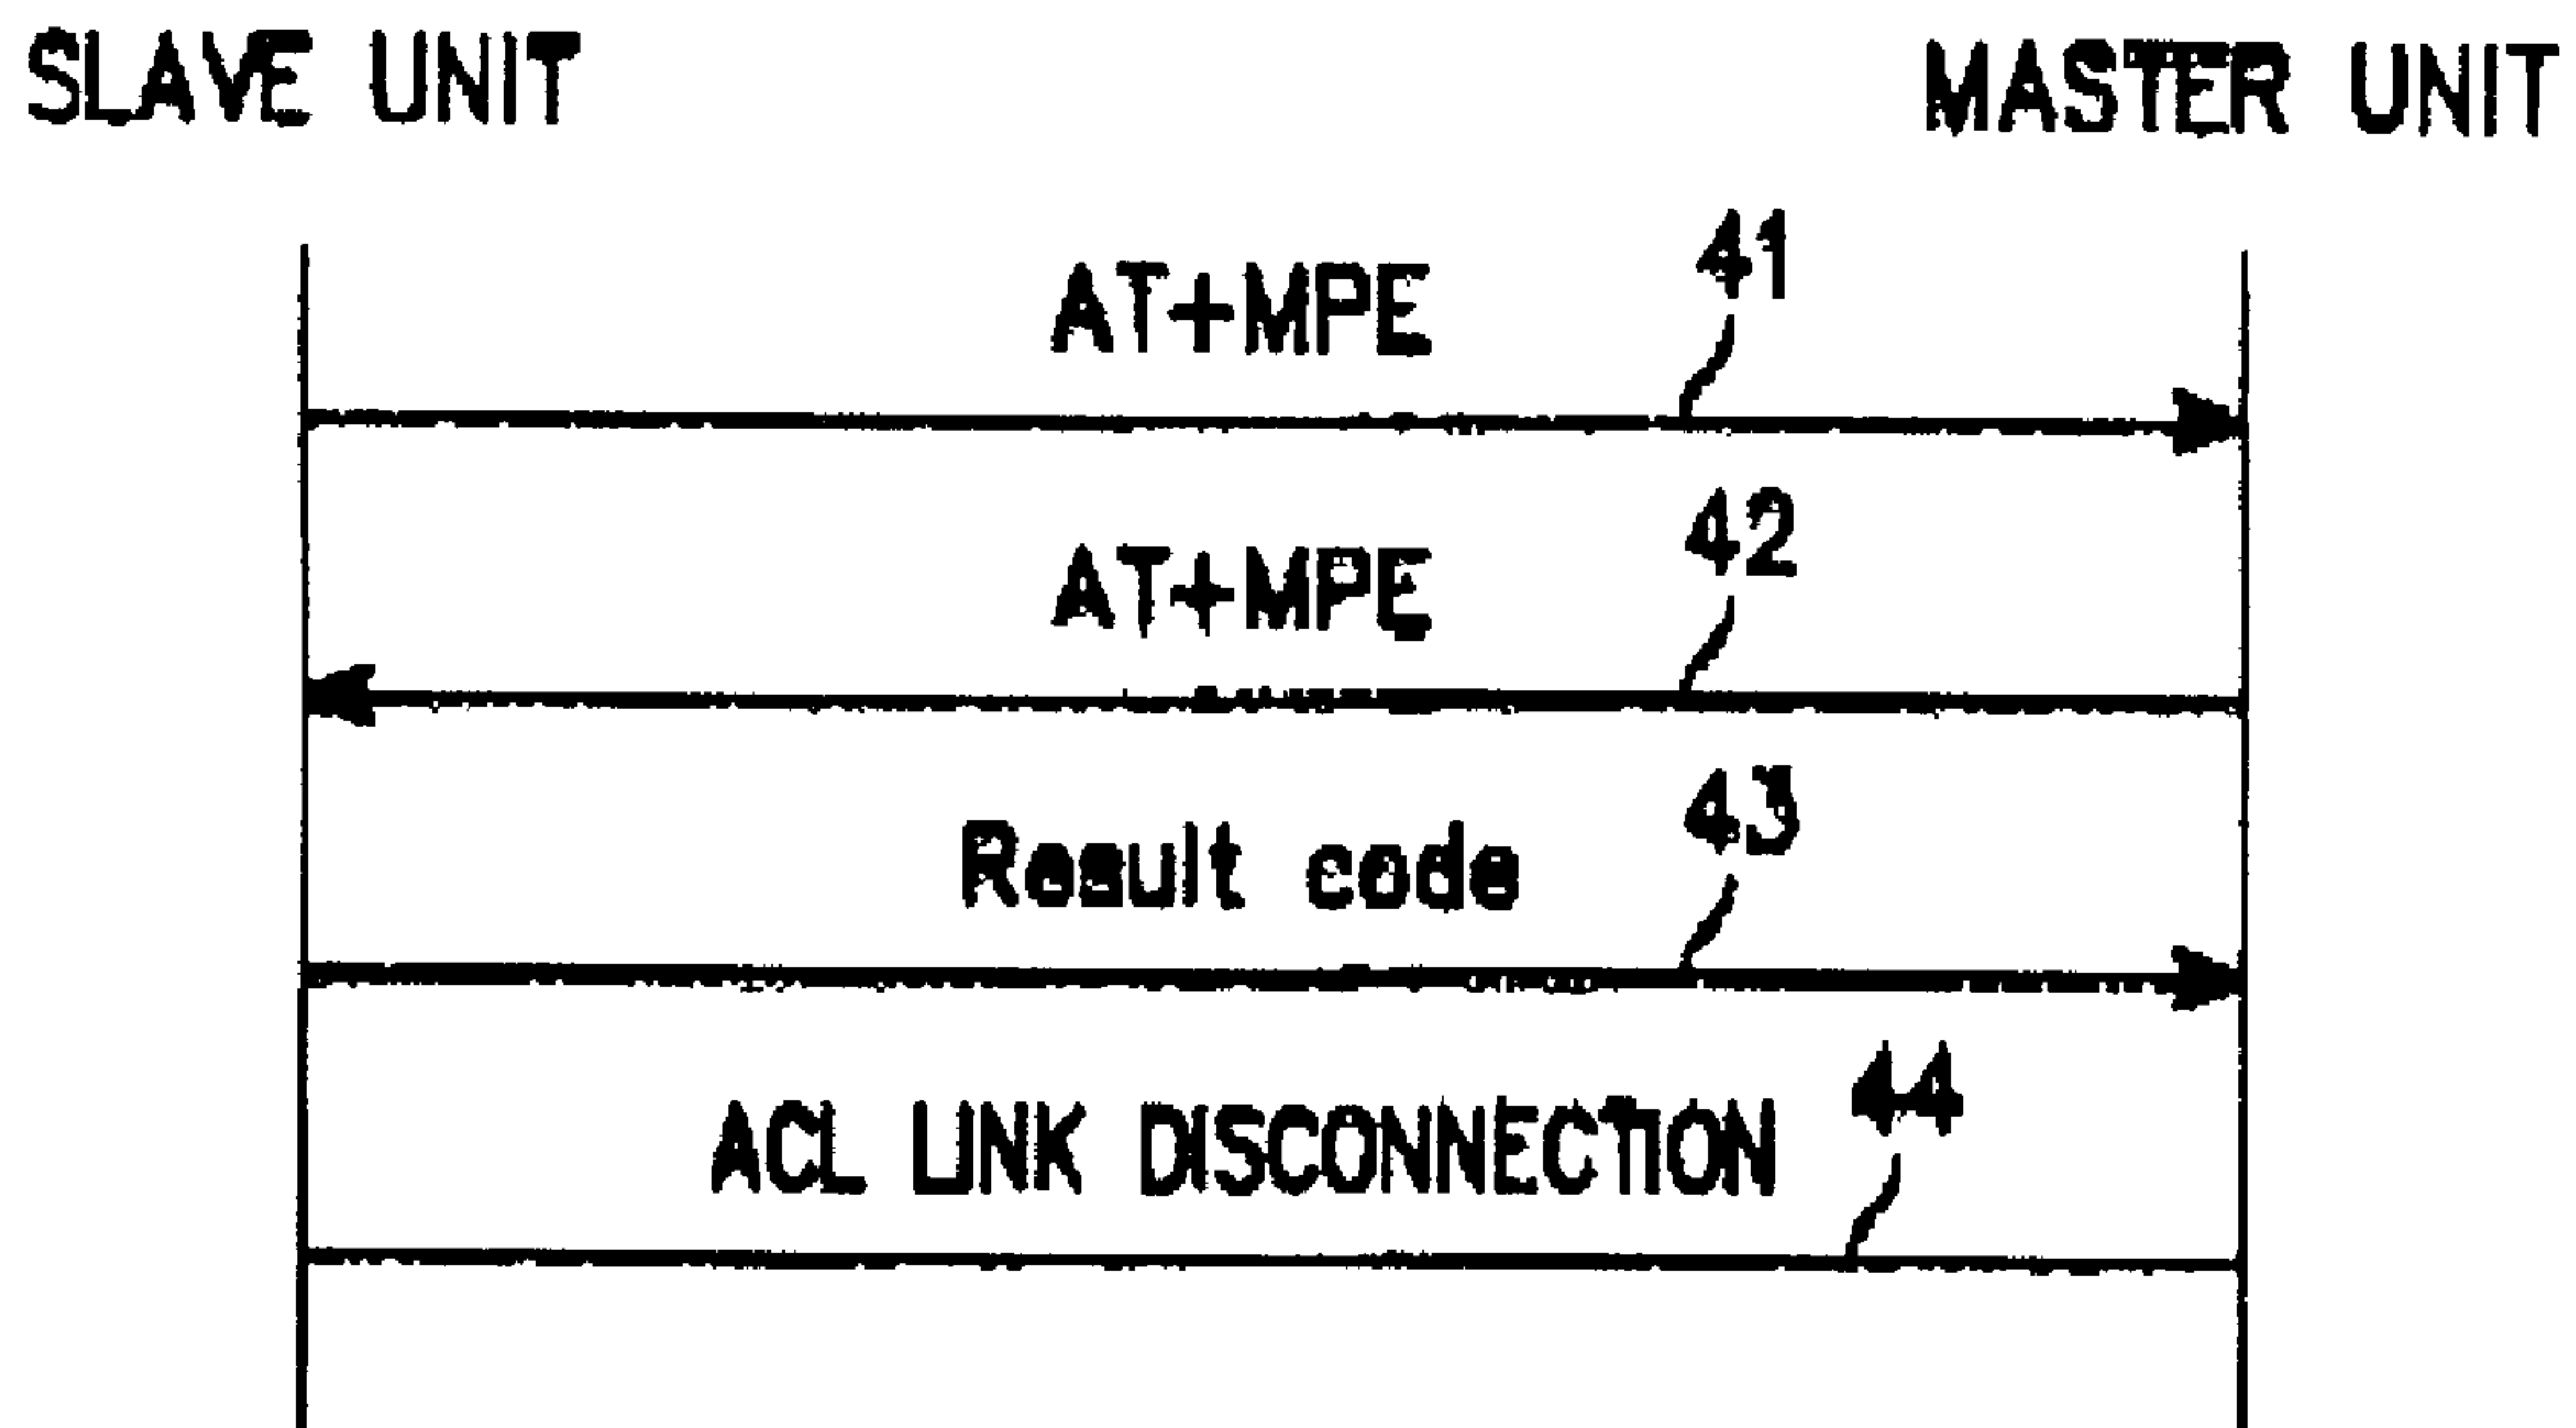 SLAVE UNIT
MASTER UNIT
41
AT+MPE
42
AT+MPE
43
Result code
44
ACL LINK DISCONNECTION